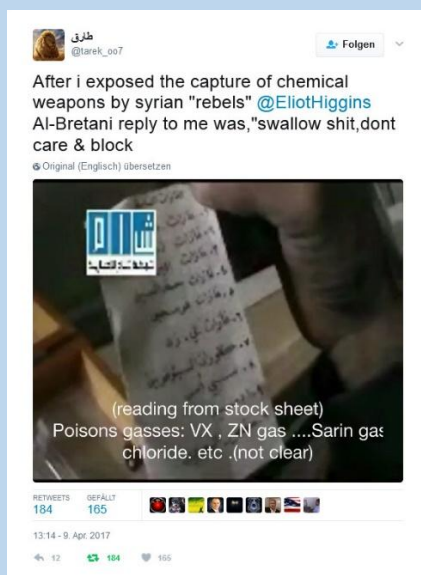 طارق
@tarek_oo7
Folgen
After i exposed the capture of chemical
weapons by syrian "rebels" @EliotHiggins
Al-Bretani reply to me was,"swallow shit,dont
care & block
Original (Englisch) übersetzen
شام
(reading from stock sheet)
Poisons gasses: VX , ZN gas ....Sarin gas
chloride. etc .(not clear)
RETWEETS GEFÄLLT
184 165
13:14 - 9. Apr. 2017
12 184 165